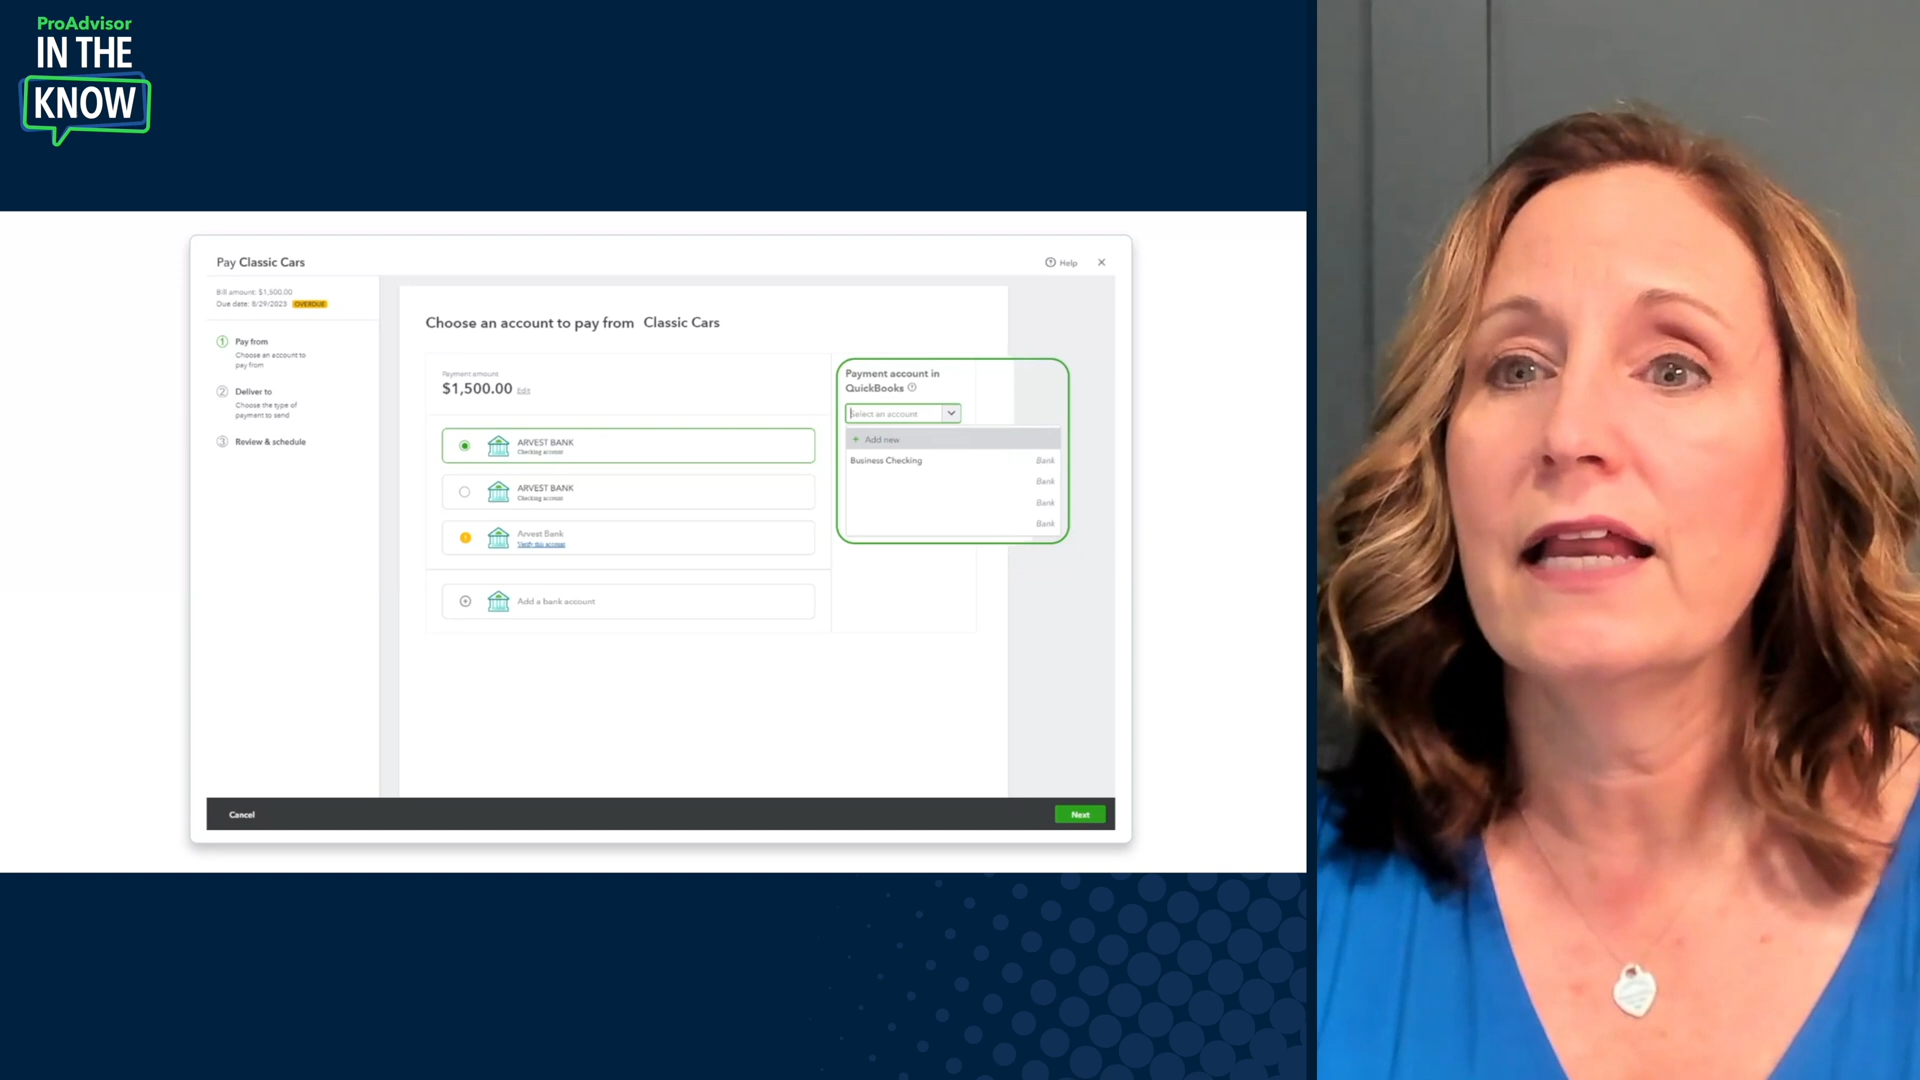 ProAdvisor
IN THE
KNOW
Pay Classic Cars
Help
Bill amount: $1,500.00
Due date: 8/29/2023 OVERDUE
1 Pay from
Choose an account to
pay from
2 Deliver to
Choose the type of
payment to send
3 Review & schedule
Choose an account to pay from Classic Cars
Payment amount
$1,500.00 Edit
ARVEST BANK
Checking account
ARVEST BANK
Checking account
Arvest Bank
Verify this account
Add a bank account
Payment account in
QuickBooks
Select an account
+ Add new
Business Checking Bank
Bank
Bank
Bank
Cancel
Next